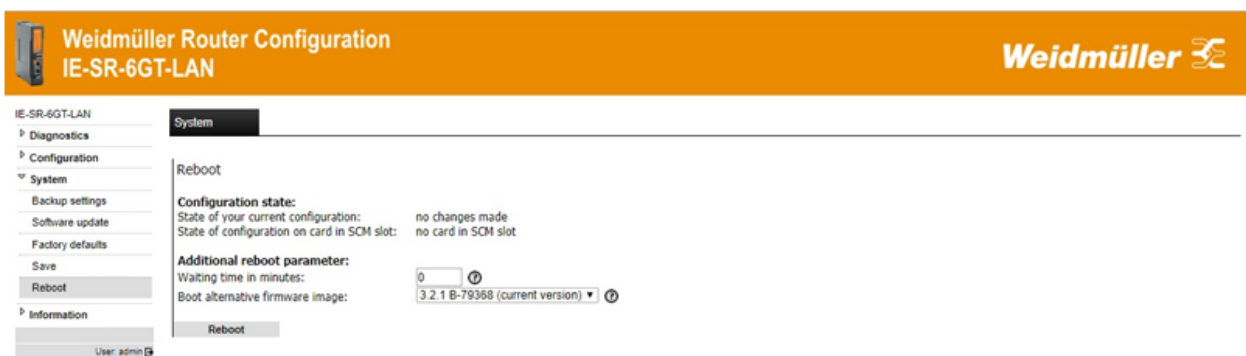 Weidmüller Router Configuration
IE-SR-6GT-LAN
Weidmüller
IE-SR-6GT-LAN
Diagnostics
Configuration
System
Backup settings
Software update
Factory defaults
Save
Reboot
Information
User: admin
System
Reboot
Configuration state:
State of your current configuration: no changes made
State of configuration on card in SCM slot: no card in SCM slot
Additional reboot parameter:
Waiting time in minutes: 0
Boot alternative firmware image: 3.2.1 B-79368 (current version)
Reboot